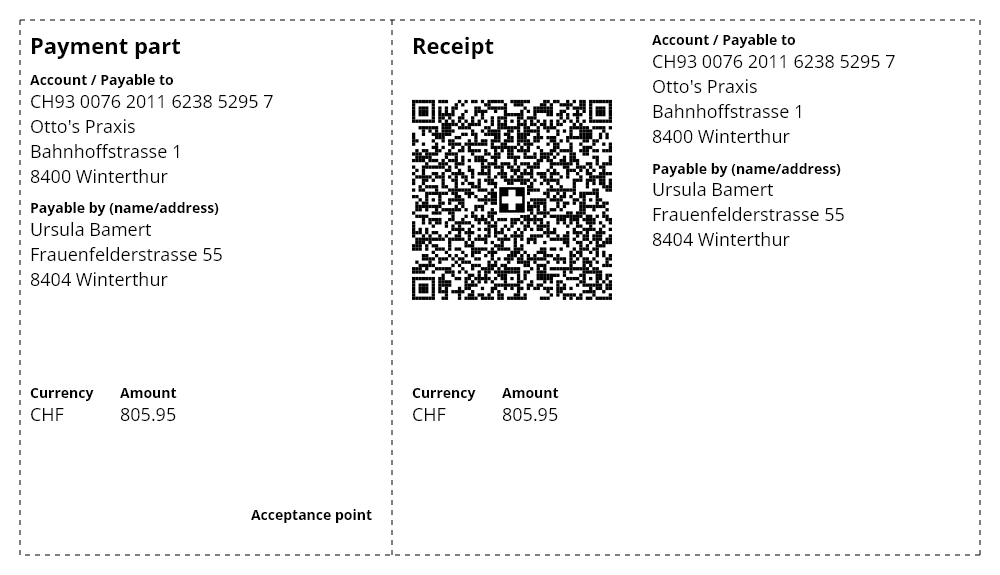 Payment part
Account / Payable to
CH93 0076 2011 6238 5295 7
Otto's Praxis
Bahnhoffstrasse 1
8400 Winterthur
Payable by (name/address)
Ursula Bamert
Frauenfelderstrasse 55
8404 Winterthur
Currency Amount
CHF 805.95
Acceptance point
Receipt
Currency Amount
CHF 805.95
Account / Payable to
CH93 0076 2011 6238 5295 7
Otto's Praxis
Bahnhoffstrasse 1
8400 Winterthur
Payable by (name/address)
Ursula Bamert
Frauenfelderstrasse 55
8404 Winterthur